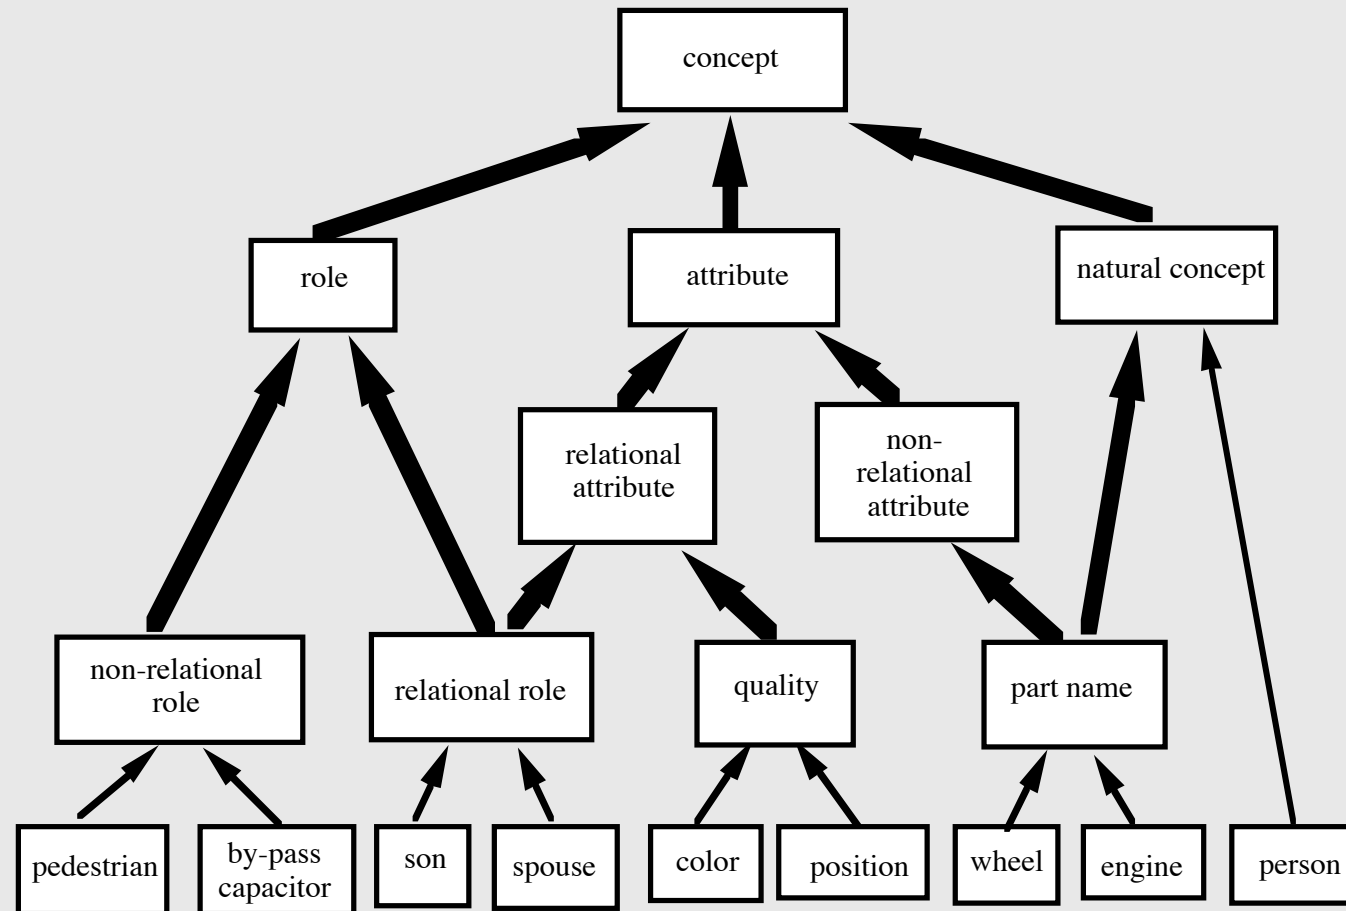 concept
role
attribute
natural concept
relational
attribute
non-
relational
attribute
non-relational
role
relational role
quality
part name
pedestrian
by-pass
capacitor
son
spouse
color
position
wheel
engine
person